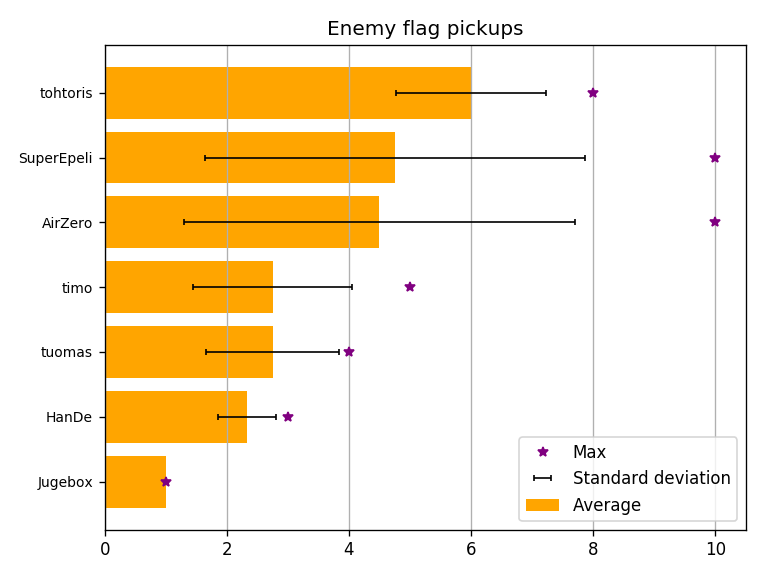 Enemy flag pickups
tohtoris
SuperEpeli
AirZero
timo
tuomas
HanDe
Jugebox
Max
Standard deviation
Average
0 2 4 6 8 10